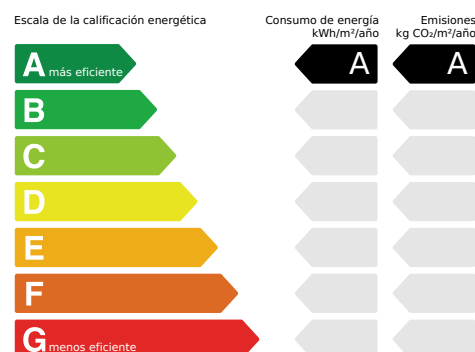 Escala de la calificación energética
Consumo de energía
kWh/m²/año
Emisiones
kg CO₂/m²/año
A más eficiente
A
A
B
C
D
E
F
G menos eficiente